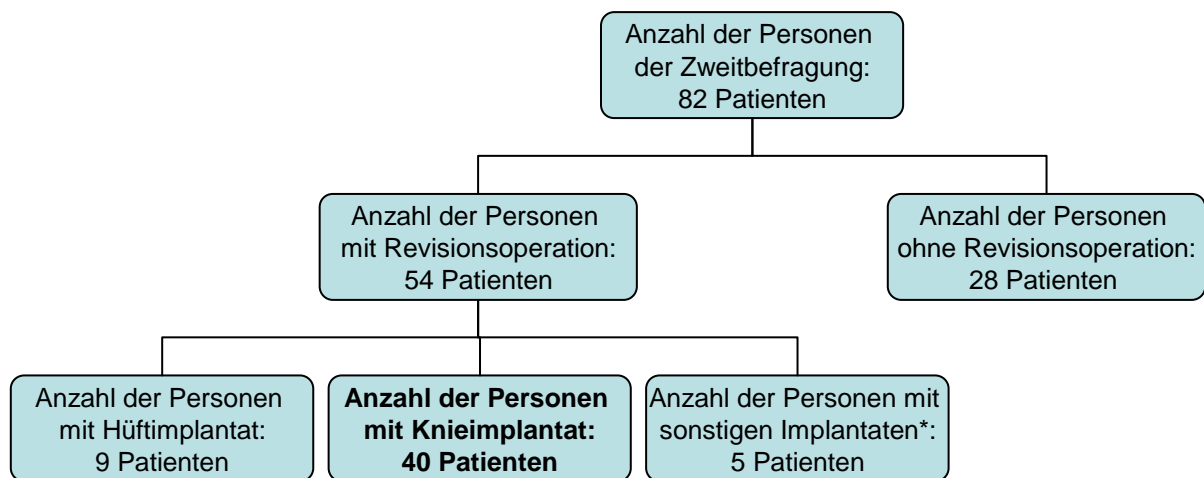 Anzahl der Personen
der Zweitbefragung:
82 Patienten
Anzahl der Personen
mit Revisionsoperation:
54 Patienten
Anzahl der Personen
ohne Revisionsoperation:
28 Patienten
Anzahl der Personen
mit Hüftimplantat:
9 Patienten
Anzahl der Personen
mit Knieimplantat:
40 Patienten
Anzahl der Personen mit
sonstigen Implantaten*:
5 Patienten